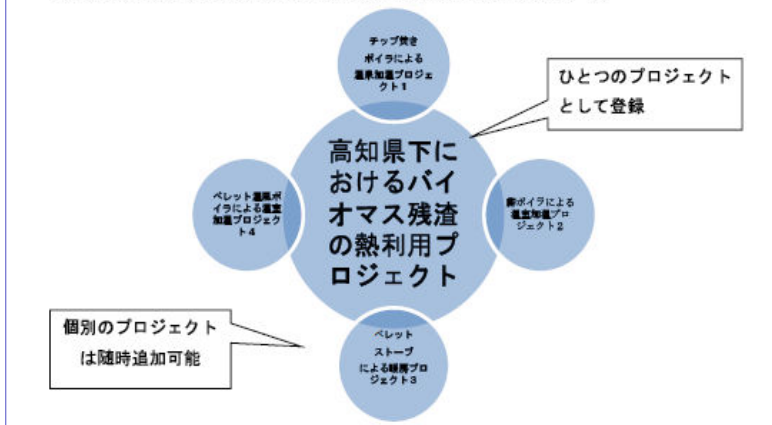 チップ焚き
ボイラによる
温泉加温プロジェ
クト1
ひとつのプロジェクト
として登録
高知県下に
おけるバイ
オマス残渣
の熱利用プ
ロジェクト
ペレット温風ボ
イラによる温室
加温プロジェク
ト4
薪ボイラによる
温室加温プロ
ジェクト2
個別のプロジェクト
は随時追加可能
ペレット
ストーブ
による暖房プロ
ジェクト3